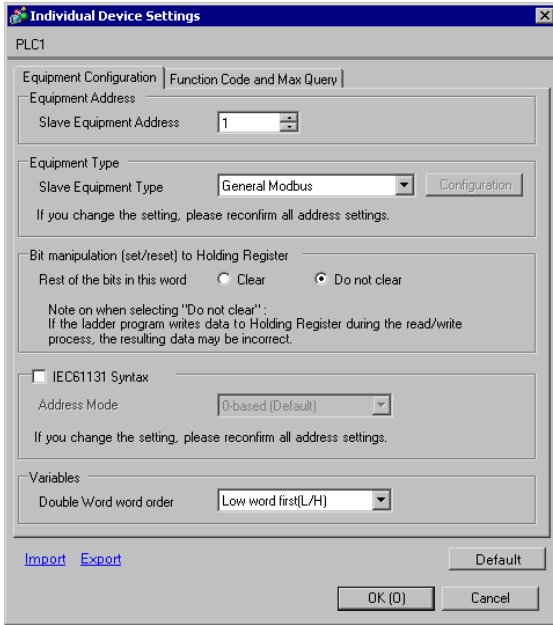 Individual Device Settings
PLC1
Equipment Configuration Function Code and Max Query
Equipment Address
Slave Equipment Address 1
Equipment Type
Slave Equipment Type General Modbus Configuration
If you change the setting, please reconfirm all address settings.
Bit manipulation (set/reset) to Holding Register
Rest of the bits in this word Clear Do not clear
Note on when selecting "Do not clear" :
If the ladder program writes data to Holding Register during the read/write
process, the resulting data may be incorrect.
IEC61131 Syntax
Address Mode 0-based (Default)
If you change the setting, please reconfirm all address settings.
Variables
Double Word word order Low word first(L/H)
Import Export Default
OK (O) Cancel